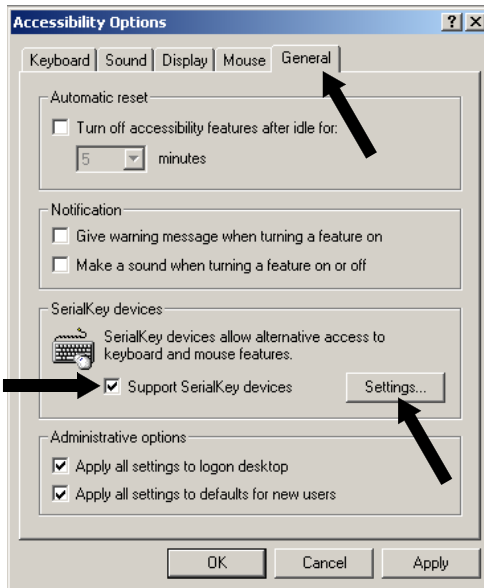 Accessibility Options
Keyboard Sound Display Mouse General
Automatic reset
Turn off accessibility features after idle for:
5 minutes
Notification
Give warning message when turning a feature on
Make a sound when turning a feature on or off
SerialKey devices
SerialKey devices allow alternative access to
keyboard and mouse features.
Support SerialKey devices Settings...
Administrative options
Apply all settings to logon desktop
Apply all settings to defaults for new users
OK Cancel Apply